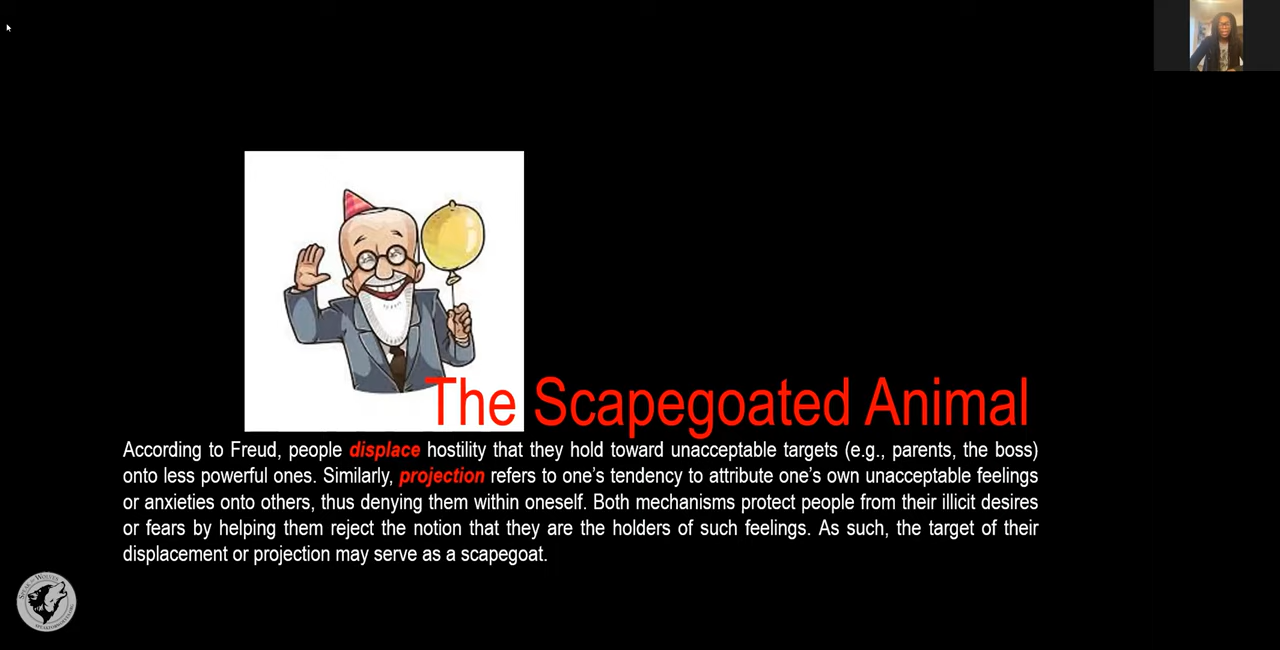 The Scapegoated Animal
According to Freud, people displace hostility that they hold toward unacceptable targets (e.g., parents, the boss)
onto less powerful ones. Similarly, projection refers to one's tendency to attribute one's own unacceptable feelings
or anxieties onto others, thus denying them within oneself. Both mechanisms protect people from their illicit desires
or fears by helping them reject the notion that they are the holders of such feelings. As such, the target of their
displacement or projection may serve as a scapegoat.